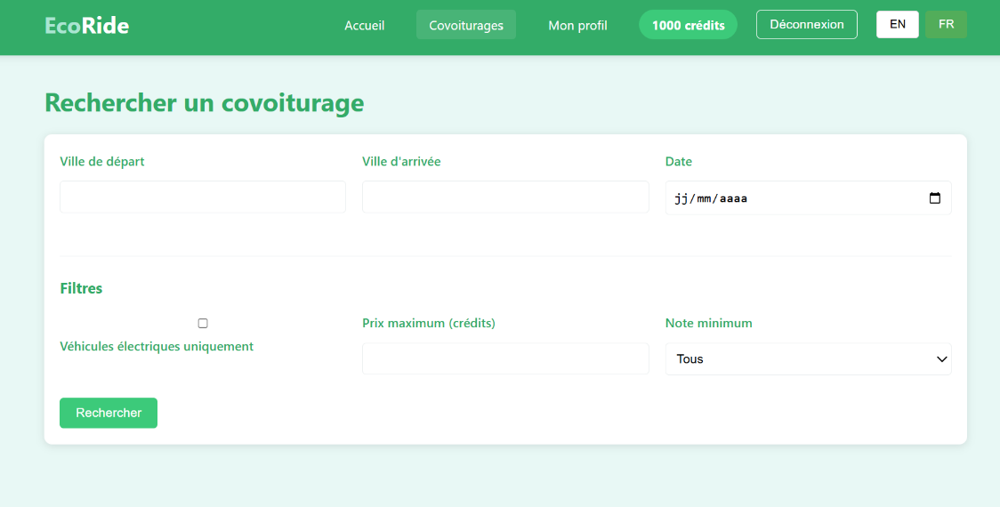 EcoRide Accueil Covoiturages Mon profil 1000 crédits Déconnexion EN FR
Rechercher un covoiturage
Ville de départ Ville d'arrivée Date
jj/mm/aaaa
Filtres
Prix maximum (crédits) Note minimum
Véhicules électriques uniquement
Tous
Rechercher